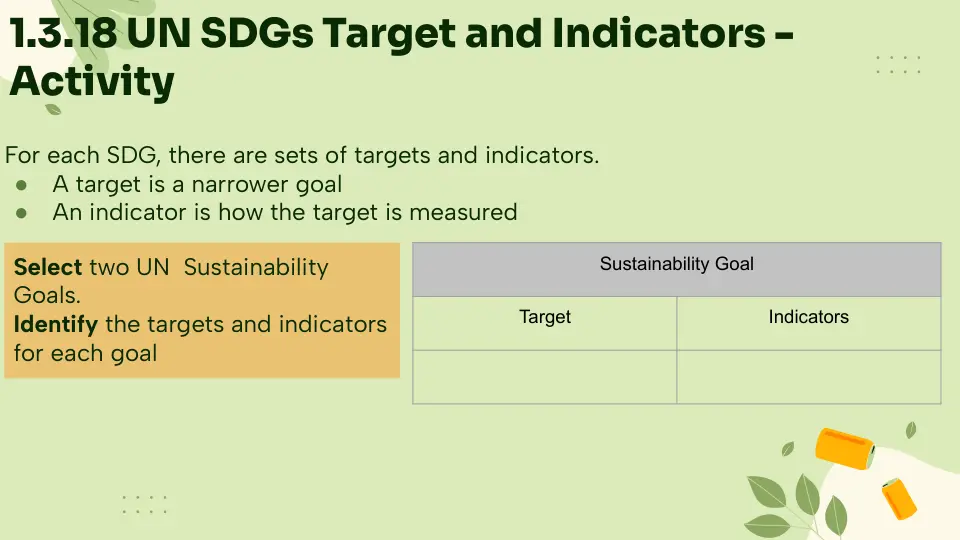 1.3.18 UN SDGs Target and Indicators -
Activity
For each SDG, there are sets of targets and indicators.
● A target is a narrower goal
● An indicator is how the target is measured
Select two UN  Sustainability
Goals.
Identify the targets and indicators
for each goal
Sustainability Goal
Target
Indicators